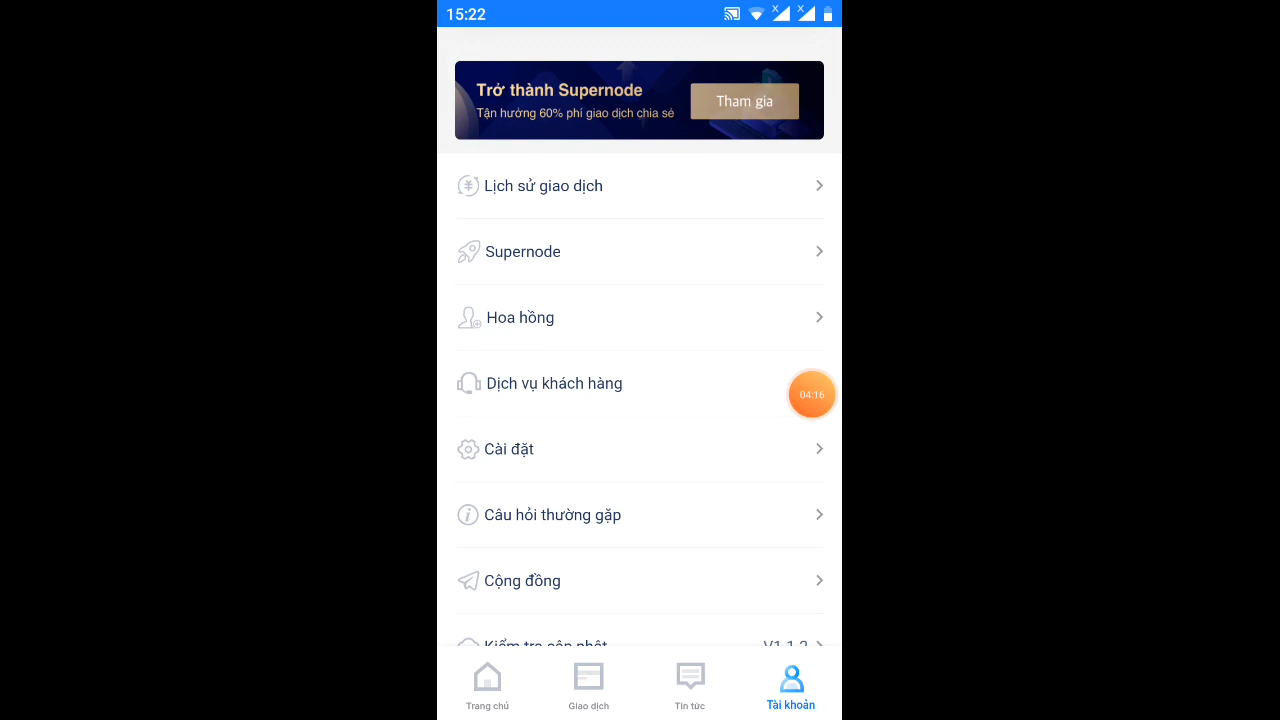 15:22
Trở thành Supernode
Tận hưởng 60% phí giao dịch chia sẻ
Tham gia
Lịch sử giao dịch
Supernode
Hoa hồng
Dịch vụ khách hàng
04:16
Cài đặt
Câu hỏi thường gặp
Cộng đồng
Kiểm tra cập nhật V1.1.2
Trang chủ
Giao dịch
Tin tức
Tài khoản